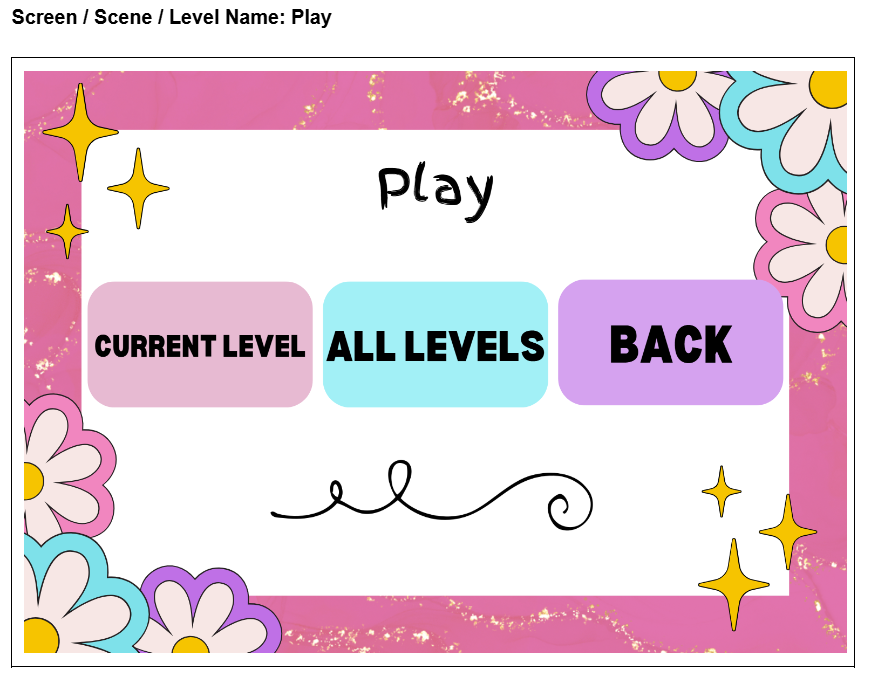 Screen / Scene / Level Name: Play
Play
CURRENT LEVEL
ALL LEVELS
BACK